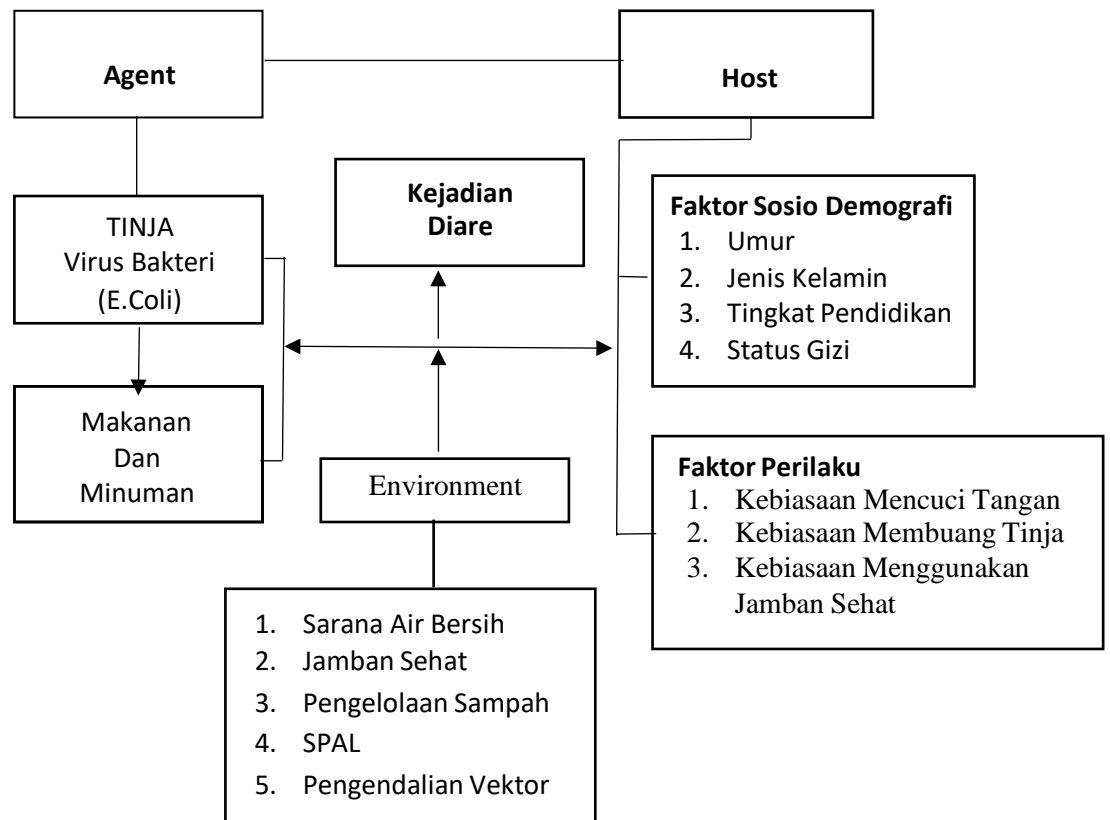 Agent
Host
Kejadian
Diare
TINJA
Virus Bakteri
(E.Coli)
Faktor Sosio Demografi
1. Umur
2. Jenis Kelamin
3. Tingkat Pendidikan
4. Status Gizi
Makanan
Dan
Minuman
Environment
Faktor Perilaku
1. Kebiasaan Mencuci Tangan
2. Kebiasaan Membuang Tinja
3. Kebiasaan Menggunakan
Jamban Sehat
1. Sarana Air Bersih
2. Jamban Sehat
3. Pengelolaan Sampah
4. SPAL
5. Pengendalian Vektor